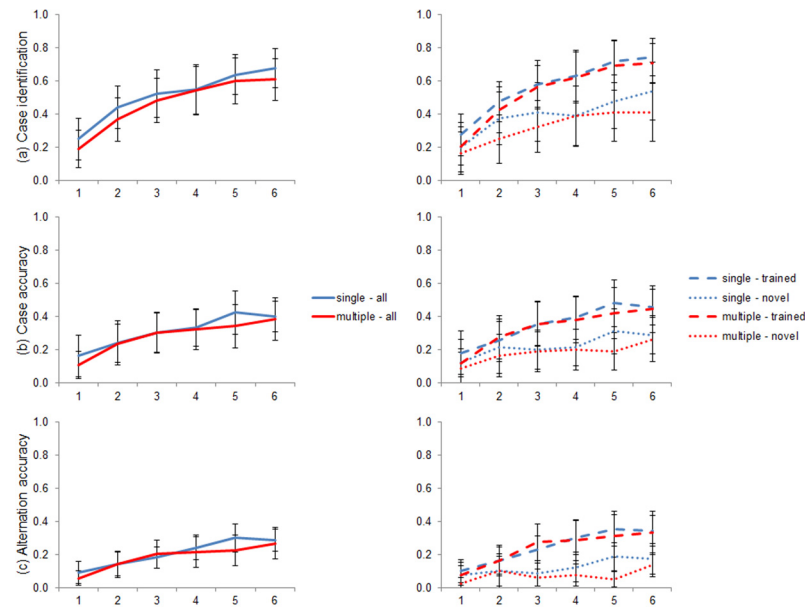 (a) Case identification
1.0
0.8
0.6
0.4
0.2
0.0
1 2 3 4 5 6
1.0
0.8
0.6
0.4
0.2
0.0
1 2 3 4 5 6
(b) Case accuracy
1.0
0.8
0.6
0.4
0.2
0.0
1 2 3 4 5 6
single - all
multiple - all
1.0
0.8
0.6
0.4
0.2
0.0
1 2 3 4 5 6
single - trained
single - novel
multiple - trained
multiple - novel
(c) Alternation accuracy
1.0
0.8
0.6
0.4
0.2
0.0
1 2 3 4 5 6
1.0
0.8
0.6
0.4
0.2
0.0
1 2 3 4 5 6